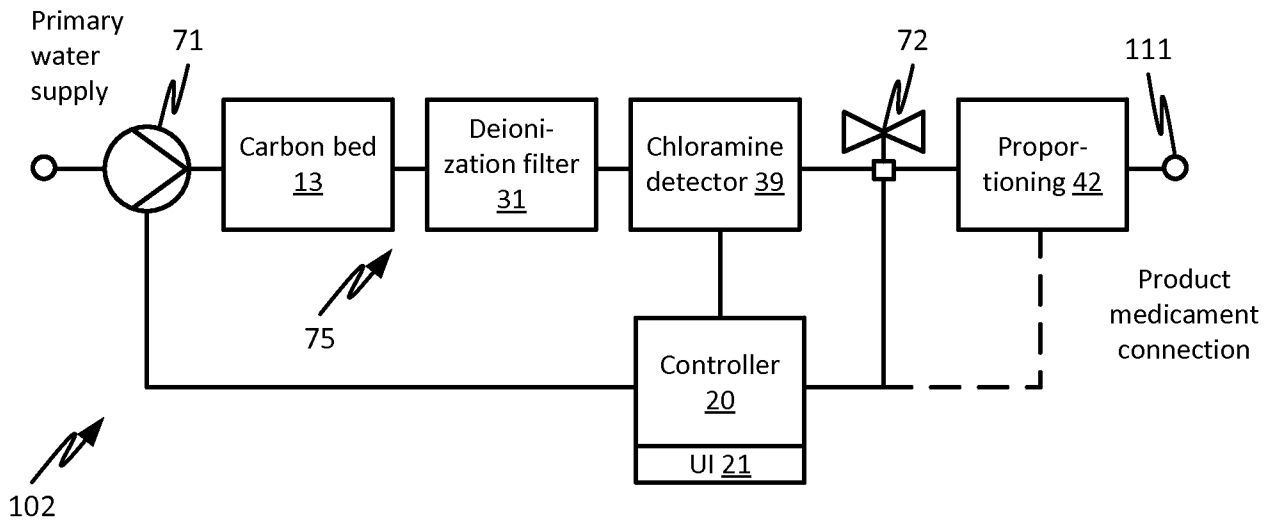 Primary
water
supply
71
72
111
Carbon bed
13
Deioni-
zation filter
31
Chloramine
detector 39
Propor-
tioning 42
75
Product
medicament
connection
Controller
20
UI 21
102